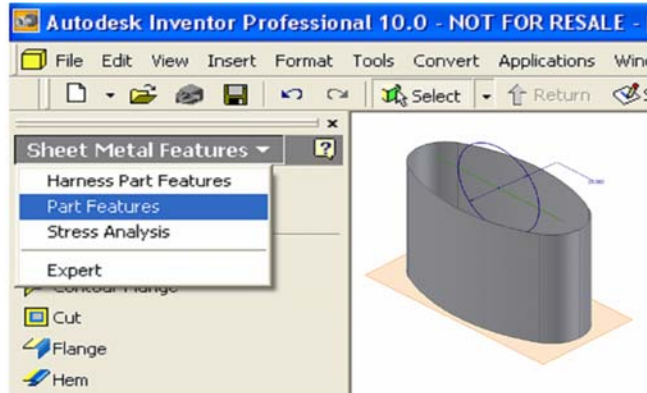 Autodesk Inventor Professional 10.0 - NOT FOR RESALE -
File Edit View Insert Format Tools Convert Applications
Select Return
Sheet Metal Features
Harness Part Features
Part Features
Stress Analysis
Expert
Contour Flange
Cut
Flange
Hem